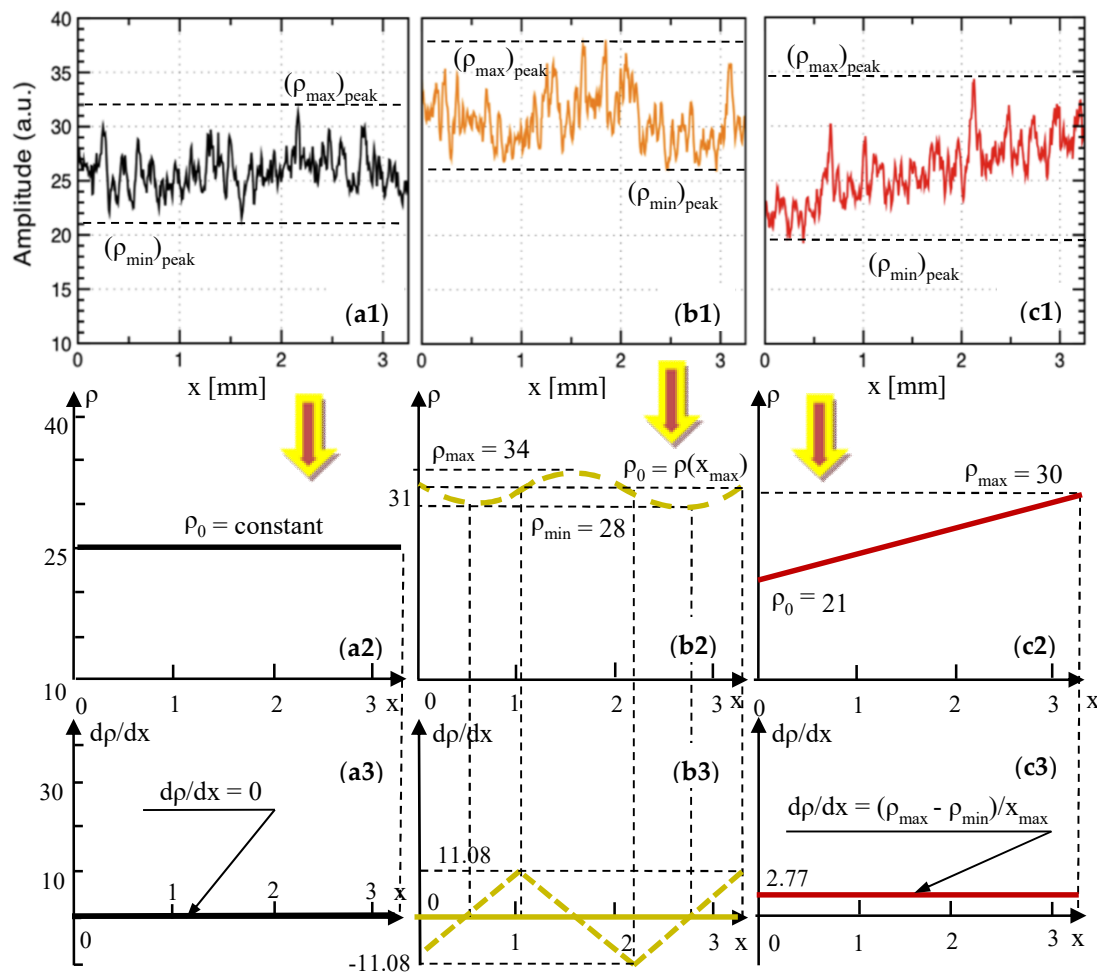 40
35
30
25
20
15
10
Amplitude (a.u.)
(ρmax)peak
(ρmin)peak
(a1)
0 1 2 3
x [mm]
(ρmax)peak
(ρmin)peak
(b1)
0 1 2 3
x [mm]
(ρmax)peak
(ρmin)peak
(c1)
0 1 2 3
x [mm]
ρ
40
25
10
ρ0 = constant
(a2)
0 1 2 3 x
ρ
ρmax = 34
ρ0 = ρ(xmax)
31
ρmin = 28
(b2)
0 1 2 3 x
ρ
ρmax = 30
ρ0 = 21
(c2)
0 1 2 3 x
dρ/dx
(a3)
30
dρ/dx = 0
10
1 2 3 x
0
dρ/dx
(b3)
11.08
0
1 2 3 x
-11.08
dρ/dx
(c3)
dρ/dx = (ρmax - ρmin)/xmax
2.77
0 1 2 3 x